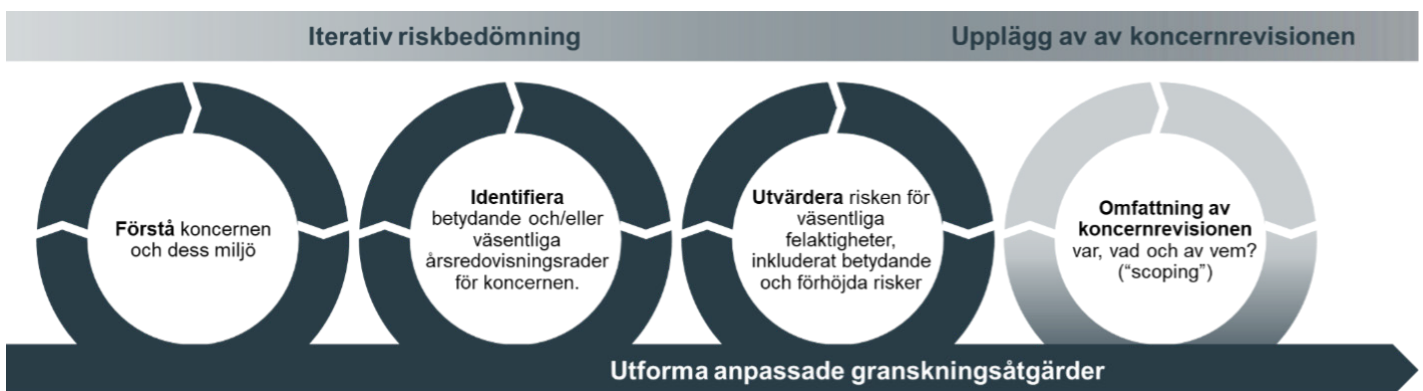 Iterativ riskbedömning
Upplägg av av koncernrevisionen
Förstå koncernen
och dess miljö
Identifiera
betydande och/eller
väsentliga
årsredovisningsrader
för koncernen.
Utvärdera risken för
väsentliga
felaktigheter,
inkluderat betydande
och förhöjda risker
Omfattning av
koncernrevisionen
var, vad och av vem?
(“scoping”)
Utforma anpassade granskningsåtgärder